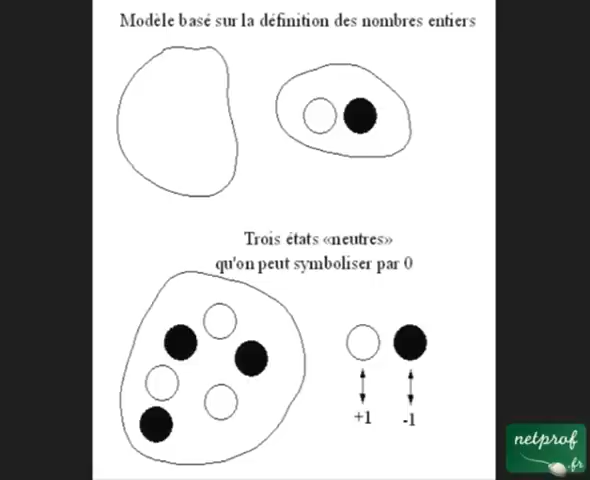 Modèle basé sur la définition des nombres entiers
Trois états «neutres»
qu'on peut symboliser par 0
+1 -1
netprof
.fr